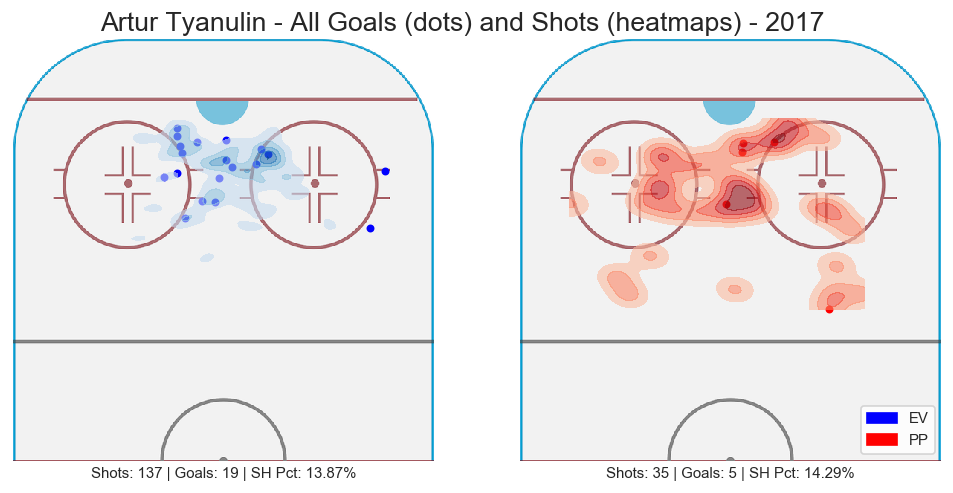 Artur Tyanulin - All Goals (dots) and Shots (heatmaps) - 2017
EV
PP
Shots: 137 | Goals: 19 | SH Pct: 13.87%
Shots: 35 | Goals: 5 | SH Pct: 14.29%